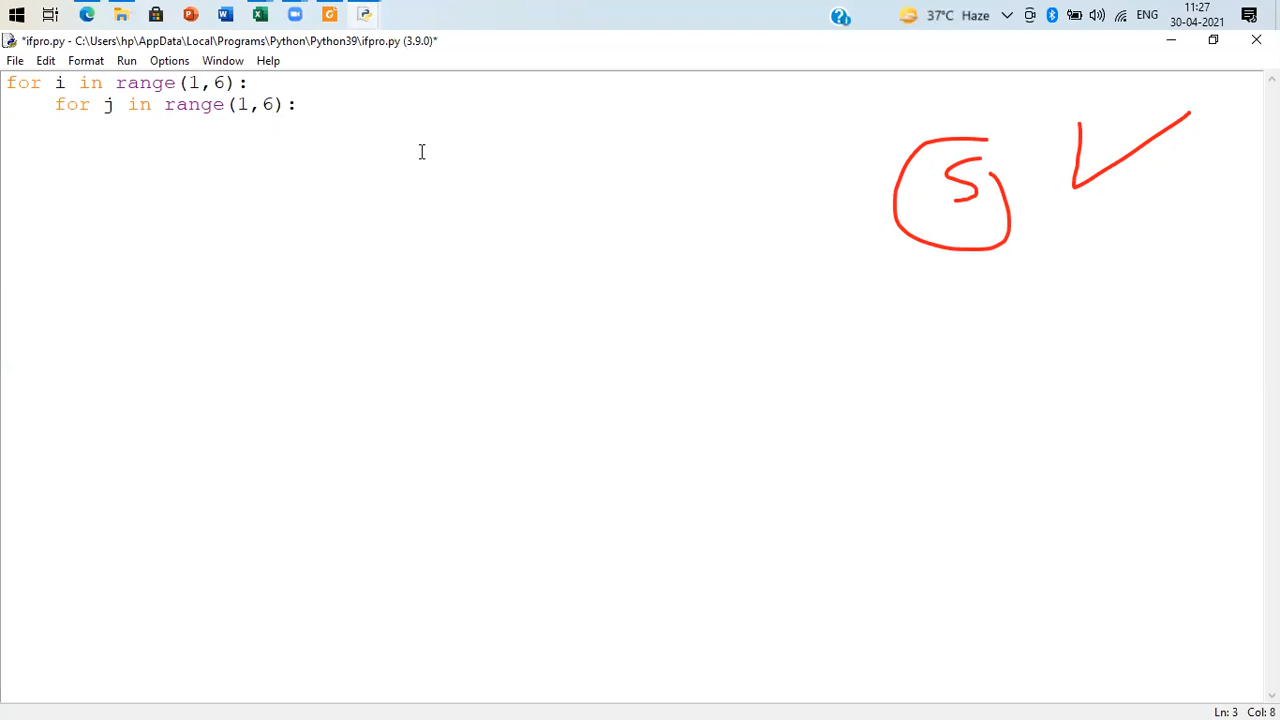 37°C Haze
ENG
11:27
30-04-2021
*ifpro.py - C:\Users\hp\AppData\Local\Programs\Python\Python39\ifpro.py (3.9.0)*
File Edit Format Run Options Window Help
for i in range(1,6):
for j in range(1,6):
5
Ln: 3 Col: 8